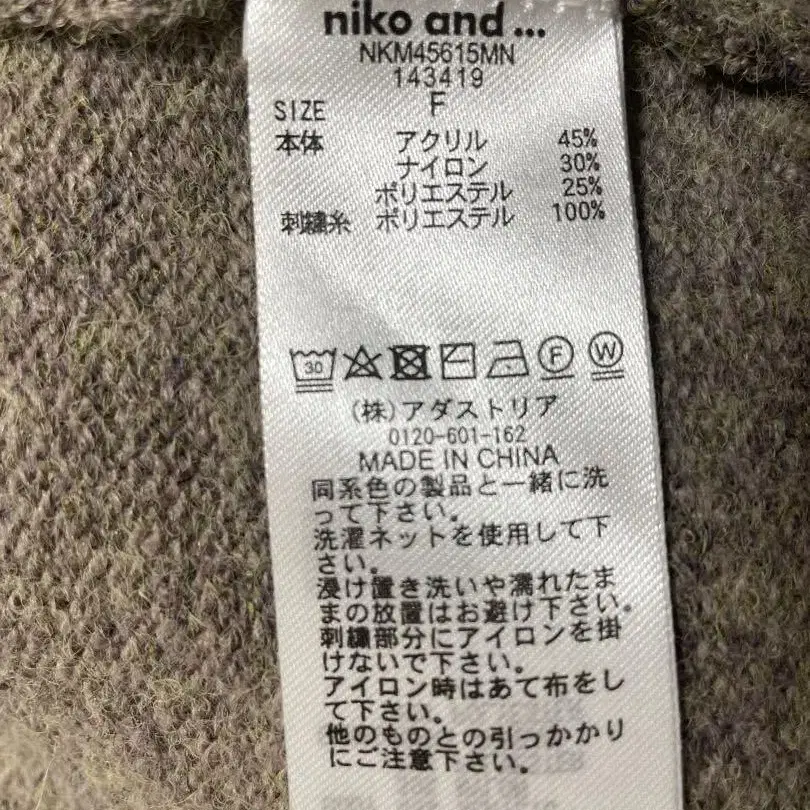 niko and ...
NKM45615MN
143419
SIZE F
本体 アクリル 45%
ナイロン 30%
ポリエステル 25%
刺繍糸 ポリエステル 100%
30 F W
(株)アダストリア
0120-601-162
MADE IN CHINA
同系色の製品と一緒に洗
って下さい。
洗濯ネットを使用して下
さい。
浸け置き洗いや濡れたま
まの放置はお避け下さい。
刺繍部分にアイロンを掛
けないで下さい。
アイロン時はあて布をし
て下さい。
他のものとの引っかかり
にご注意下さい。